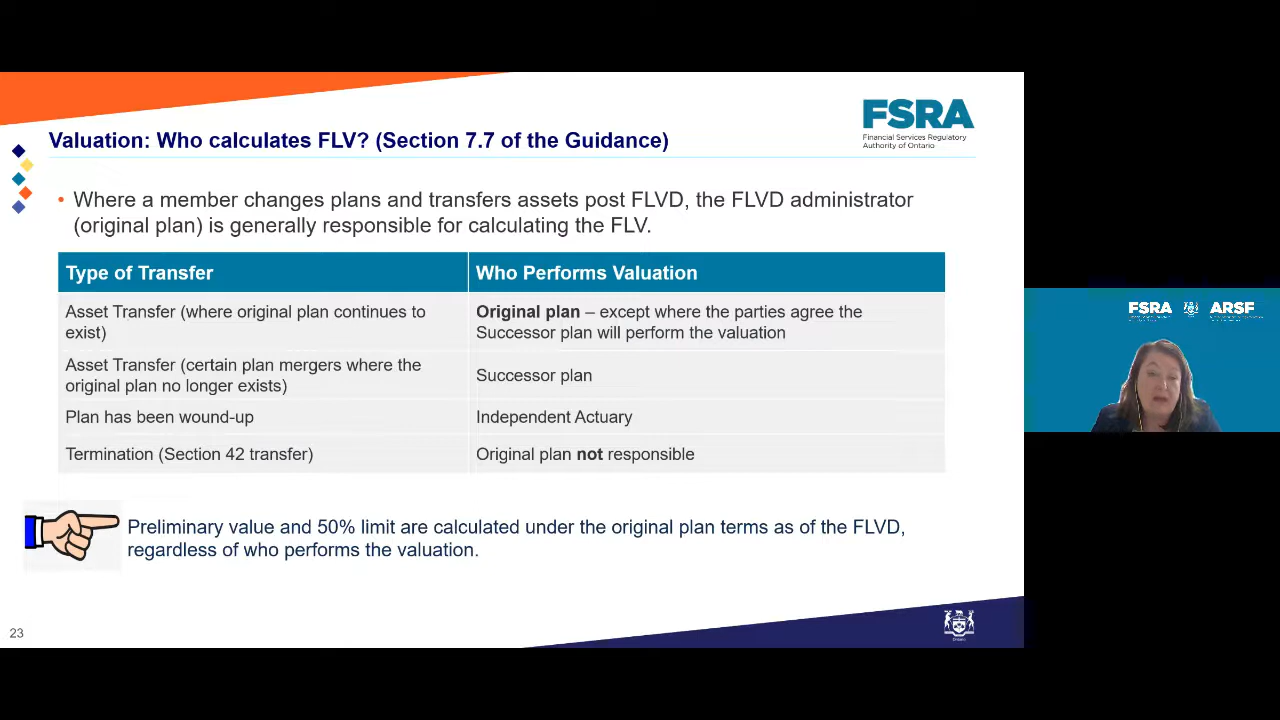 FSRA
Financial Services Regulatory
Authority of Ontario
Valuation: Who calculates FLV? (Section 7.7 of the Guidance)
• Where a member changes plans and transfers assets post FLVD, the FLVD administrator
(original plan) is generally responsible for calculating the FLV.
Type of Transfer
Who Performs Valuation
Asset Transfer (where original plan continues to
exist)
Original plan – except where the parties agree the
Successor plan will perform the valuation
Asset Transfer (certain plan mergers where the
original plan no longer exists)
Successor plan
Plan has been wound-up
Independent Actuary
Termination (Section 42 transfer)
Original plan not responsible
Preliminary value and 50% limit are calculated under the original plan terms as of the FLVD,
regardless of who performs the valuation.
23
Ontario
FSRA ARSF